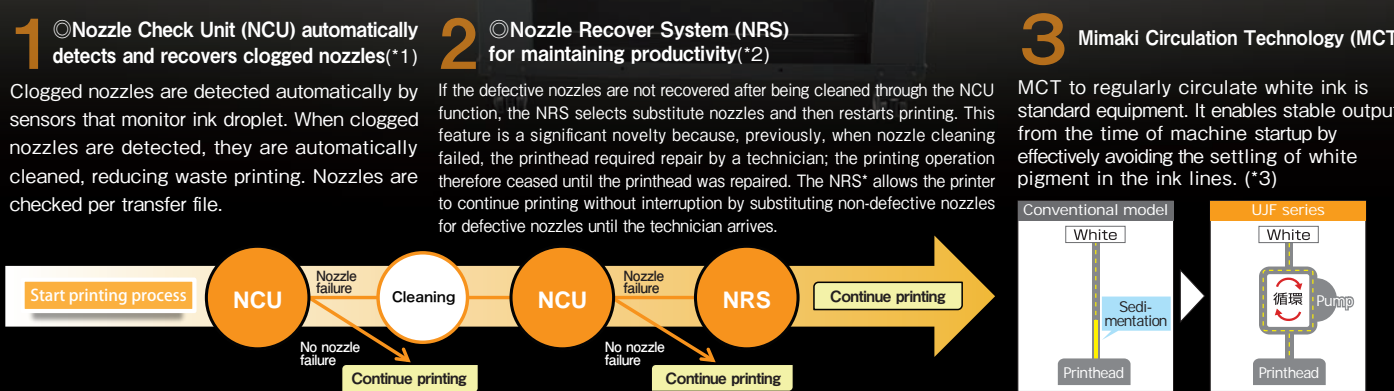 1 ◎Nozzle Check Unit (NCU) automatically
detects and recovers clogged nozzles(*1)
Clogged nozzles are detected automatically by
sensors that monitor ink droplet. When clogged
nozzles are detected, they are automatically
cleaned, reducing waste printing. Nozzles are
checked per transfer file.
2 ◎Nozzle Recover System (NRS)
for maintaining productivity(*2)
If the defective nozzles are not recovered after being cleaned through the NCU
function, the NRS selects substitute nozzles and then restarts printing. This
feature is a significant novelty because, previously, when nozzle cleaning
failed, the printhead required repair by a technician; the printing operation
therefore ceased until the printhead was repaired. The NRS* allows the printer
to continue printing without interruption by substituting non-defective nozzles
for defective nozzles until the technician arrives.
3 Mimaki Circulation Technology (MCT
MCT to regularly circulate white ink is
standard equipment. It enables stable output
from the time of machine startup by
effectively avoiding the settling of white
pigment in the ink lines. (*3)
Start printing process
NCU
Nozzle
failure
Cleaning
NCU
Nozzle
failure
NRS
Continue printing
No nozzle
failure
Continue printing
No nozzle
failure
Continue printing
Conventional model
White
Sedi-
mentation
Printhead
UJF series
White
循環
Pump
Printhead